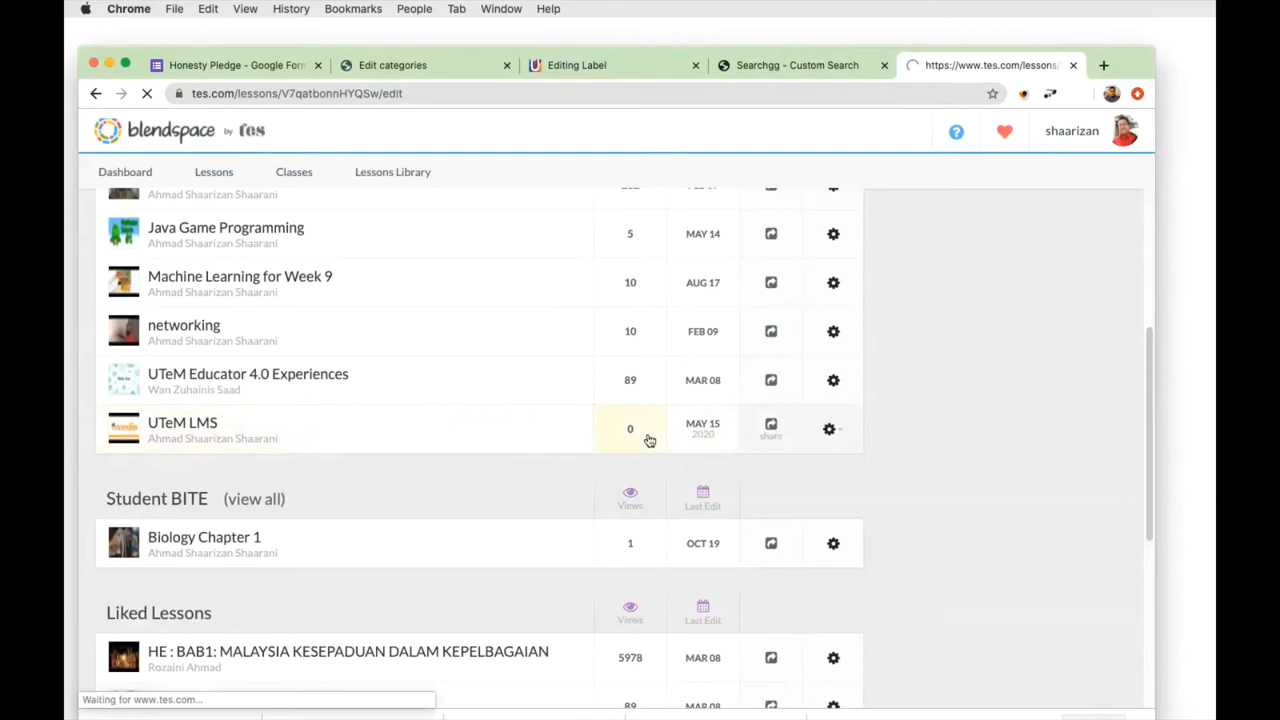 Chrome File Edit View History Bookmarks People Tab Window Help
Honesty Pledge - Google For × Edit categories × Editing Label × Searchgg - Custom Search × https://www.tes.com/lessons/ × +
tes.com/lessons/V7qatbonnHYQSw/edit
blendspace by tes ? shaarizan
Dashboard Lessons Classes Lessons Library
Ahmad Shaarizan Shaarani
Java Game Programming
Ahmad Shaarizan Shaarani
5 MAY 14
Machine Learning for Week 9
Ahmad Shaarizan Shaarani
10 AUG 17
networking
Ahmad Shaarizan Shaarani
10 FEB 09
UTeM Educator 4.0 Experiences
Wan Zuhainis Saad
89 MAR 08
moodle
UTeM LMS
Ahmad Shaarizan Shaarani
0 MAY 15
2020
share
Student BITE (view all) Views Last Edit
Biology Chapter 1
Ahmad Shaarizan Shaarani
1 OCT 19
Liked Lessons Views Last Edit
HE : BAB1: MALAYSIA KESEPADUAN DALAM KEPELBAGAIAN
Rozaini Ahmad
5978 MAR 08
89 MAR 08
Waiting for www.tes.com...